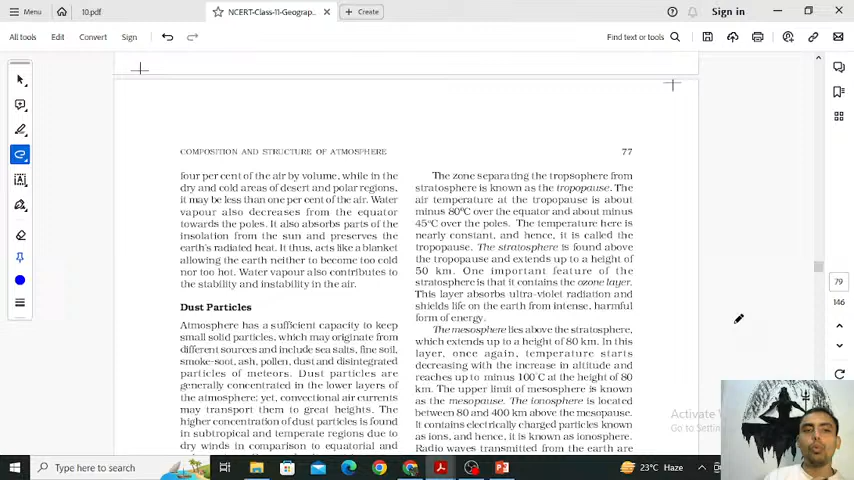 Menu
10.pdf
NCERT-Class-11-Geograp...
Create
Sign in
All tools
Edit
Convert
Sign
Find text or tools
COMPOSITION AND STRUCTURE OF ATMOSPHERE
77
four per cent of the air by volume, while in the
dry and cold areas of desert and polar regions,
it may be less than one per cent of the air. Water
vapour also decreases from the equator
towards the poles. It also absorbs parts of the
insolation from the sun and preserves the
earth's radiated heat. It thus, acts like a blanket
allowing the earth neither to become too cold
nor too hot. Water vapour also contributes to
the stability and instability in the air.
Dust Particles
Atmosphere has a sufficient capacity to keep
small solid particles, which may originate from
different sources and include sea salts, fine soil,
smoke-soot, ash, pollen, dust and disintegrated
particles of meteors. Dust particles are
generally concentrated in the lower layers of
the atmosphere; yet, convectional air currents
may transport them to great heights. The
higher concentration of dust particles is found
in subtropical and temperate regions due to
dry winds in comparison to equatorial and
The zone separating the tropsophere from
stratosphere is known as the tropopause. The
air temperature at the tropopause is about
minus 80°C over the equator and about minus
45°C over the poles. The temperature here is
nearly constant, and hence, it is called the
tropopause. The stratosphere is found above
the tropopause and extends up to a height of
50 km. One important feature of the
stratosphere is that it contains the ozone layer.
This layer absorbs ultra-violet radiation and
shields life on the earth from intense, harmful
form of energy.
The mesosphere lies above the stratosphere,
which extends up to a height of 80 km. In this
layer, once again, temperature starts
decreasing with the increase in altitude and
reaches up to minus 100°C at the height of 80
km. The upper limit of mesosphere is known
as the mesopause. The ionosphere is located
between 80 and 400 km above the mesopause.
It contains electrically charged particles known
as ions, and hence, it is known as ionosphere.
Radio waves transmitted from the earth are
79
146
Activate
Go to Setting
Type here to search
23°C Haze